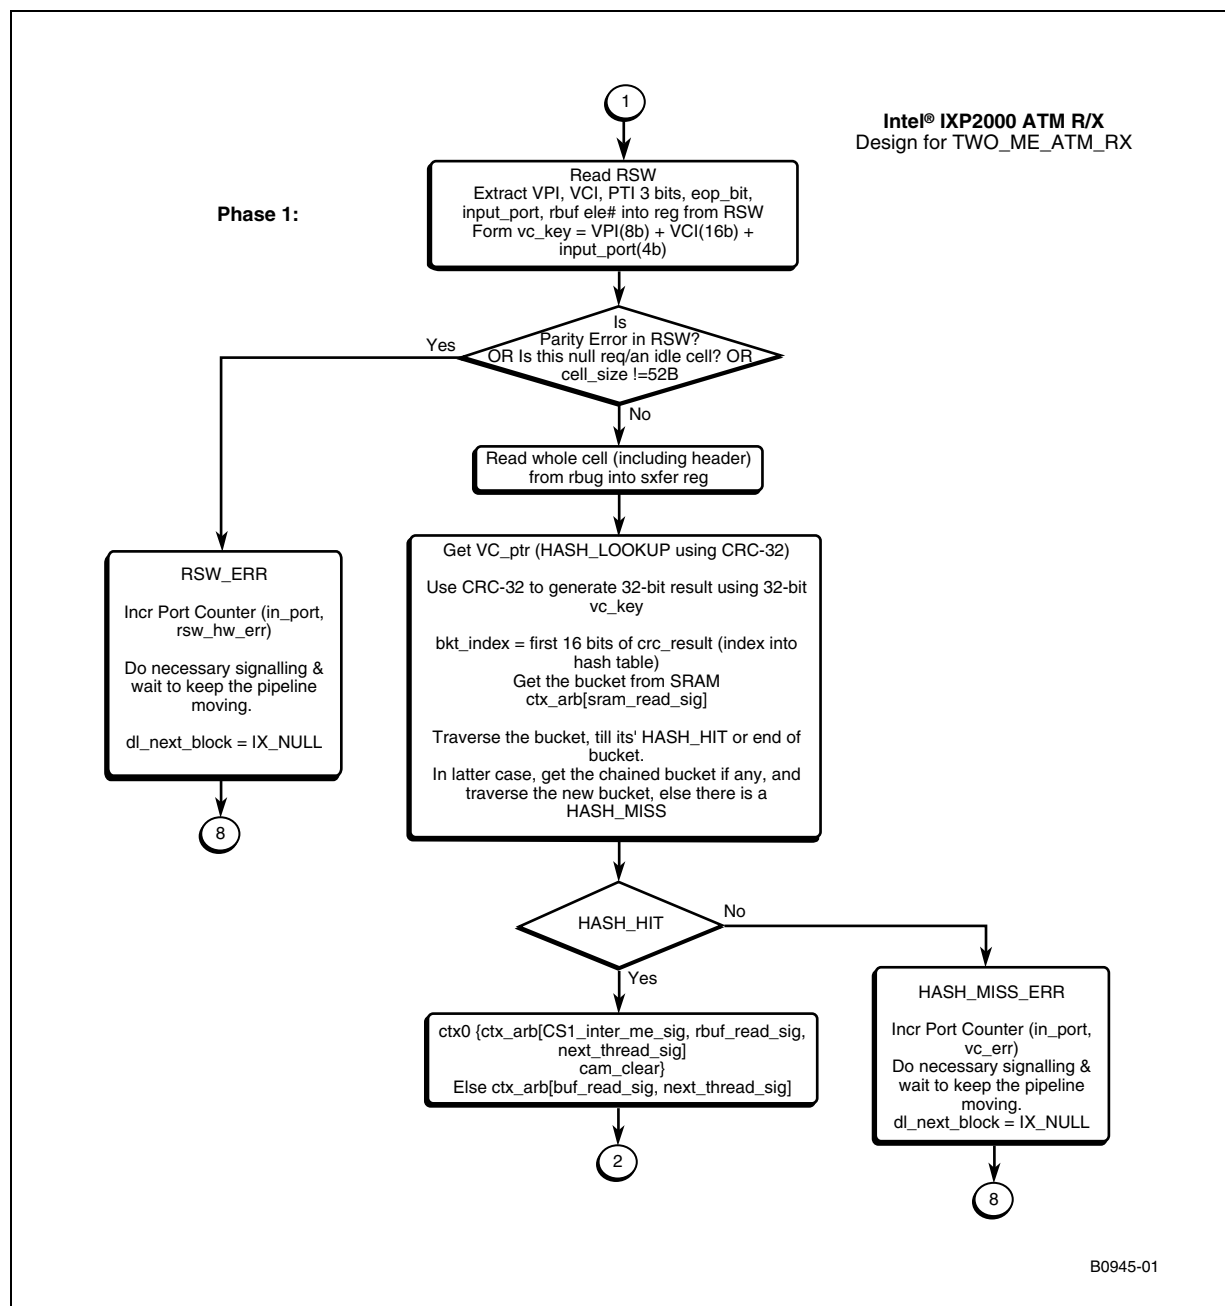 1
Intel® IXP2000 ATM R/X
Design for TWO_ME_ATM_RX
Phase 1:
Read RSW
Extract VPI, VCI, PTI 3 bits, eop_bit,
input_port, rbuf ele# into reg from RSW
Form vc_key = VPI(8b) + VCI(16b) +
input_port(4b)
Is
Parity Error in RSW?
OR Is this null req/an idle cell? OR
cell_size !=52B
Yes
No
Read whole cell (including header)
from rbug into sxfer reg
RSW_ERR
Incr Port Counter (in_port,
rsw_hw_err)
Do necessary signalling &
wait to keep the pipeline
moving.
dl_next_block = IX_NULL
8
Get VC_ptr (HASH_LOOKUP using CRC-32)
Use CRC-32 to generate 32-bit result using 32-bit
vc_key
bkt_index = first 16 bits of crc_result (index into
hash table)
Get the bucket from SRAM
ctx_arb[sram_read_sig]
Traverse the bucket, till its' HASH_HIT or end of
bucket.
In latter case, get the chained bucket if any, and
traverse the new bucket, else there is a
HASH_MISS
HASH_HIT
No
Yes
ctx0 {ctx_arb[CS1_inter_me_sig, rbuf_read_sig,
next_thread_sig]
cam_clear}
Else ctx_arb[buf_read_sig, next_thread_sig]
2
HASH_MISS_ERR
Incr Port Counter (in_port,
vc_err)
Do necessary signalling &
wait to keep the pipeline
moving.
dl_next_block = IX_NULL
8
B0945-01